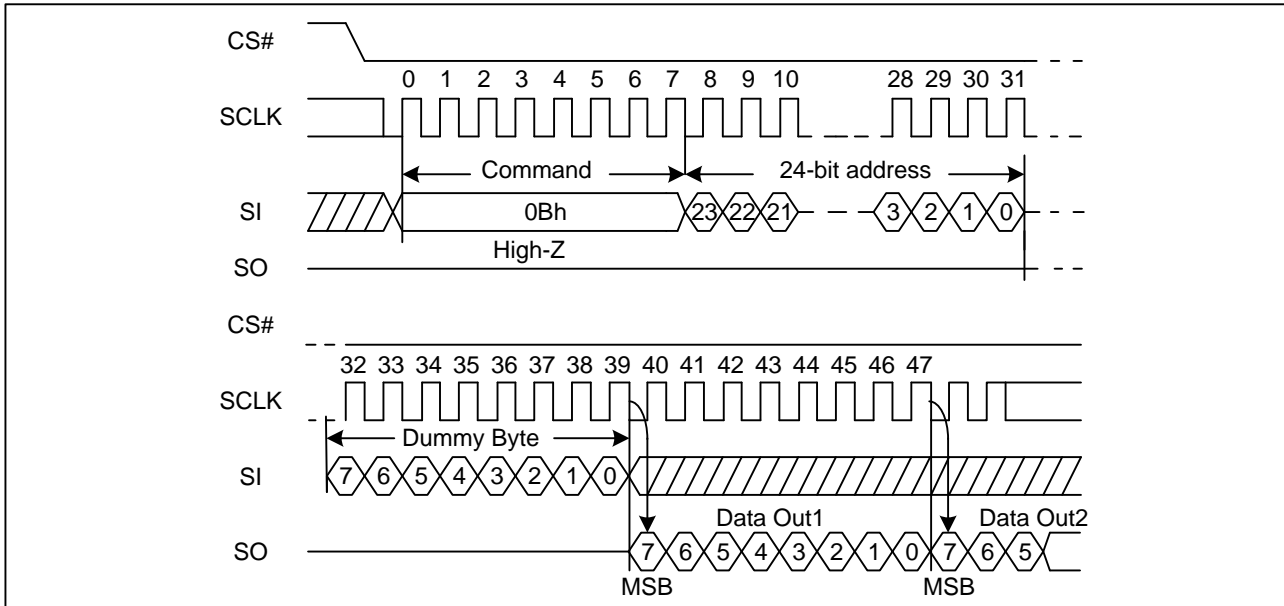 CS#
0 1 2 3 4 5 6 7 8 9 10 28 29 30 31
SCLK
Command 24-bit address
SI 0Bh 23 22 21 3 2 1 0
High-Z
SO
CS#
32 33 34 35 36 37 38 39 40 41 42 43 44 45 46 47
SCLK
Dummy Byte
SI 7 6 5 4 3 2 1 0
Data Out1 Data Out2
SO 7 6 5 4 3 2 1 0 7 6 5
MSB MSB